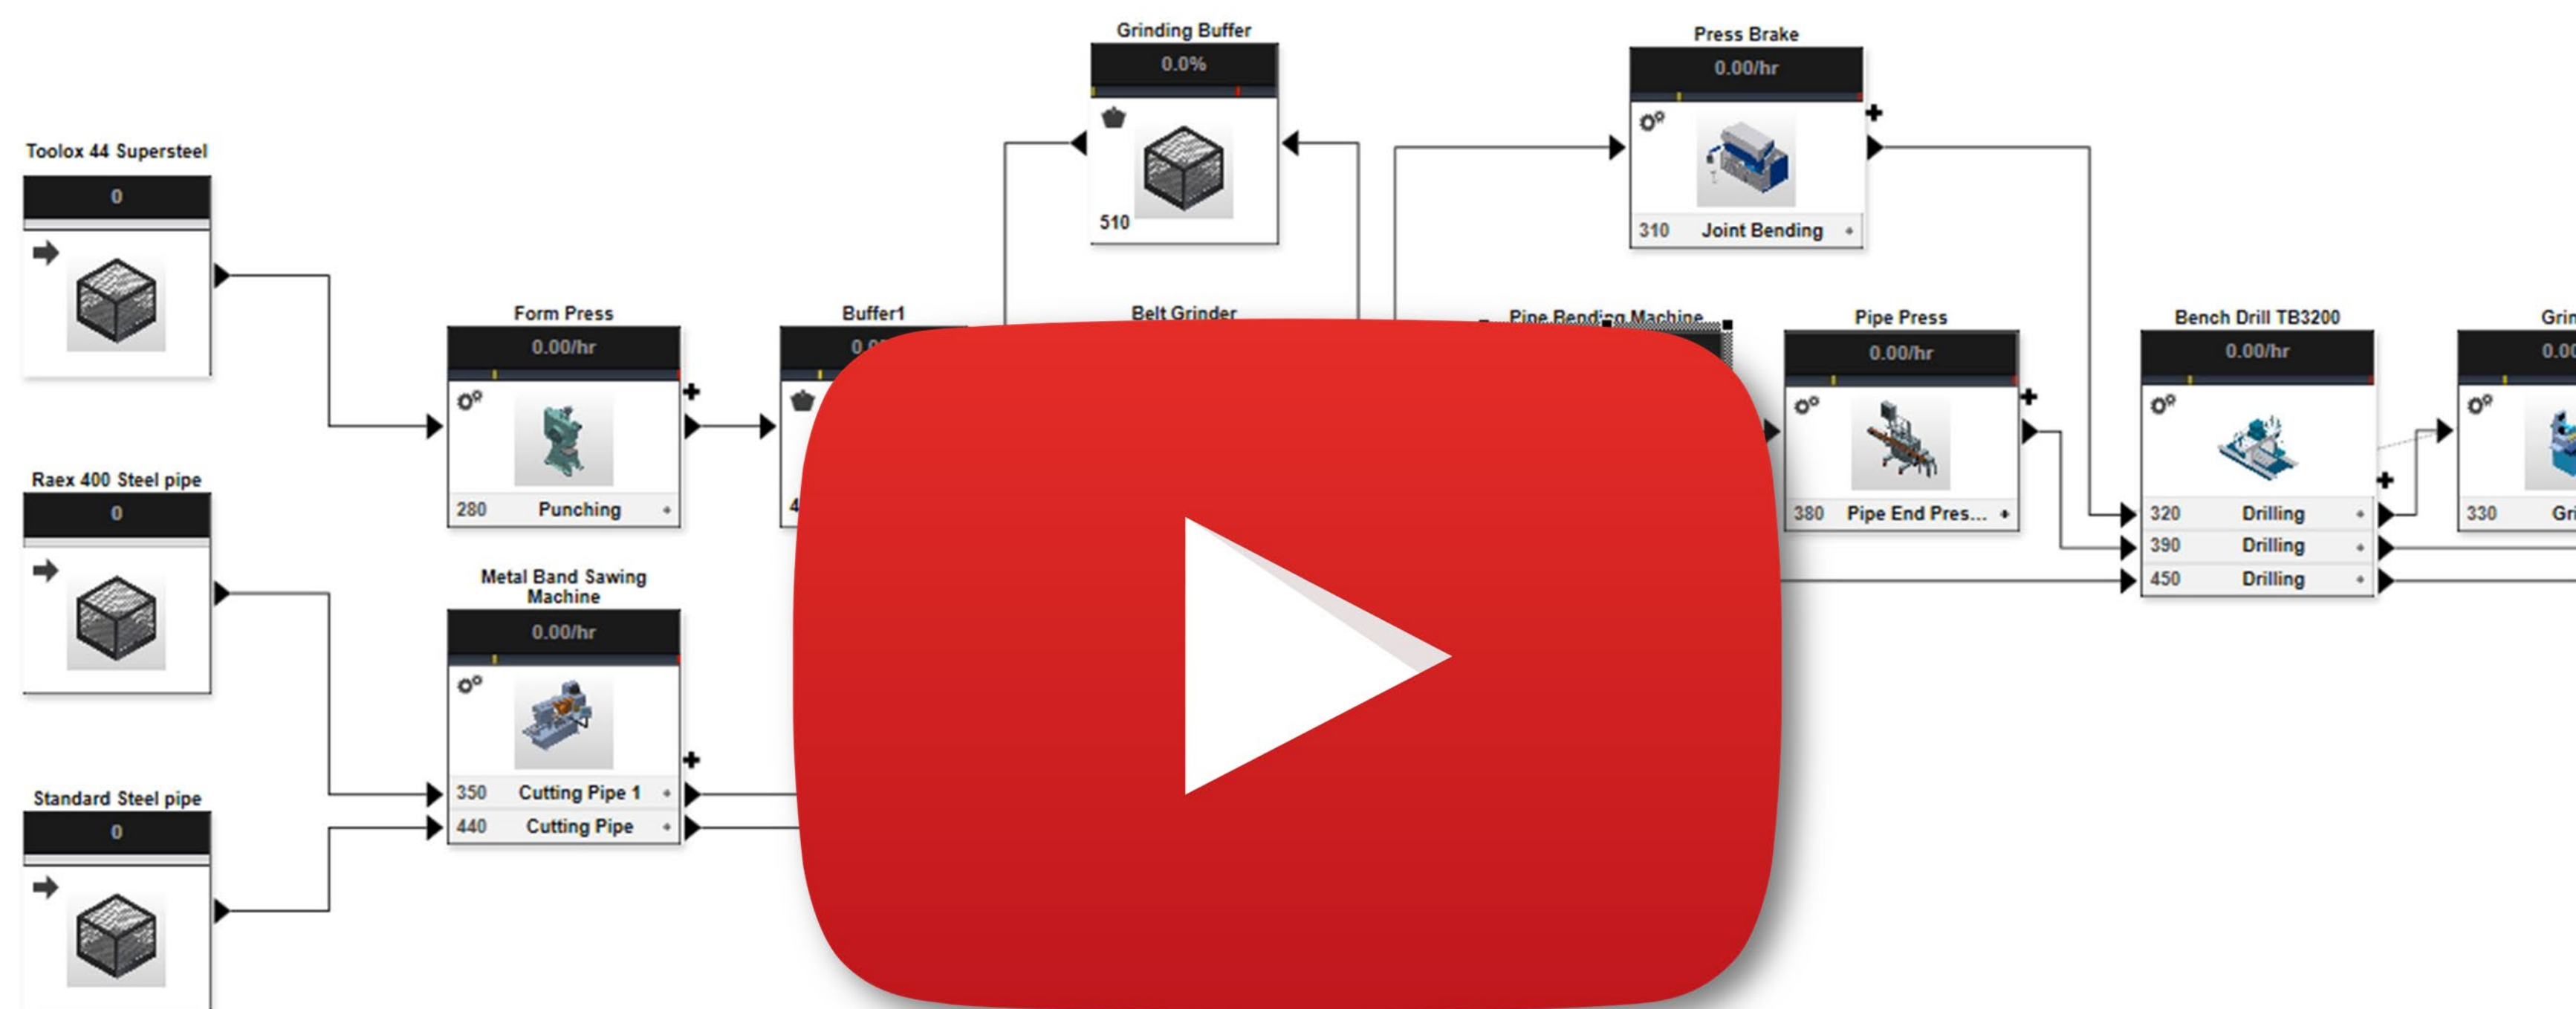 Toolox 44 Supersteel
0
Raex 400 Steel pipe
0
Standard Steel pipe
0
Form Press
0.00/hr
280 Punching
Metal Band Sawing
Machine
0.00/hr
350 Cutting Pipe 1
440 Cutting Pipe
Buffer1
Grinding Buffer
0.0%
510
Belt Grinder
Press Brake
0.00/hr
310 Joint Bending
Pipe Bending Machine
Pipe Press
0.00/hr
380 Pipe End Pres...
Bench Drill TB3200
0.00/hr
320 Drilling
390 Drilling
450 Drilling
330